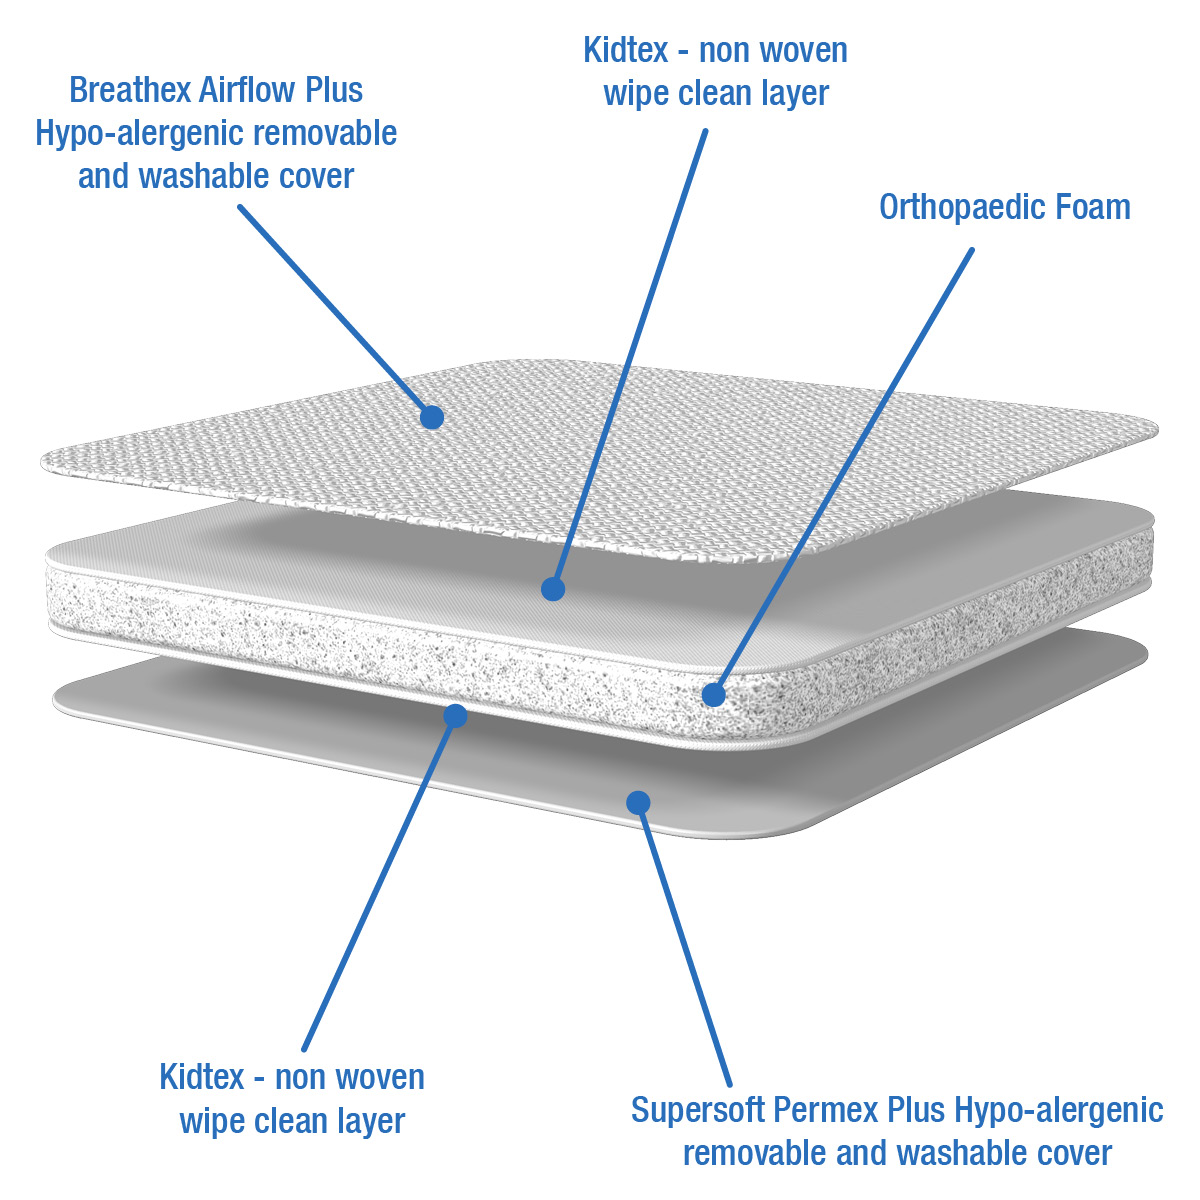 Kidtex - non woven
wipe clean layer
Breathex Airflow Plus
Hypo-alergenic removable
and washable cover
Orthopaedic Foam
Kidtex - non woven
wipe clean layer
Supersoft Permex Plus Hypo-alergenic
removable and washable cover